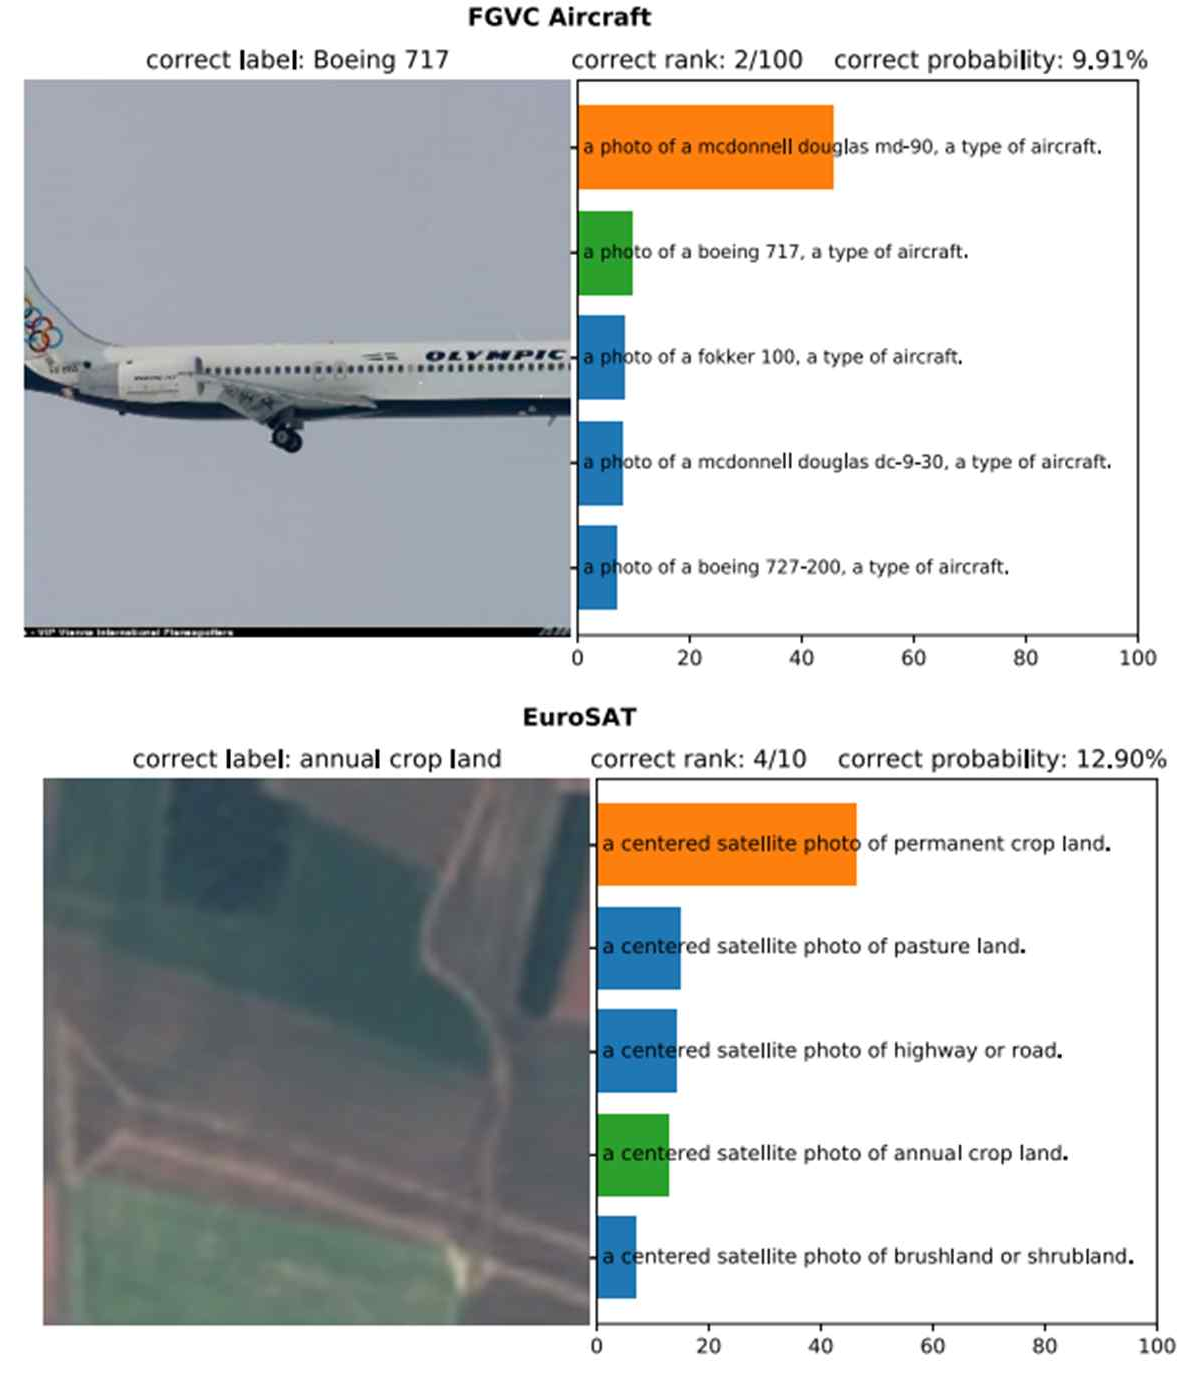 FGVC Aircraft
correct label: Boeing 717
correct rank: 2/100 correct probability: 9.91%
a photo of a mcdonnell douglas md-90, a type of aircraft.
a photo of a boeing 717, a type of aircraft.
OLYMPIC
a photo of a fokker 100, a type of aircraft.
a photo of a mcdonnell douglas dc-9-30, a type of aircraft.
a photo of a boeing 727-200, a type of aircraft.
- VIP Vienna International Planespotters
0 20 40 60 80 100
EuroSAT
correct label: annual crop land
correct rank: 4/10 correct probability: 12.90%
a centered satellite photo of permanent crop land.
a centered satellite photo of pasture land.
a centered satellite photo of highway or road.
a centered satellite photo of annual crop land.
a centered satellite photo of brushland or shrubland.
0 20 40 60 80 100